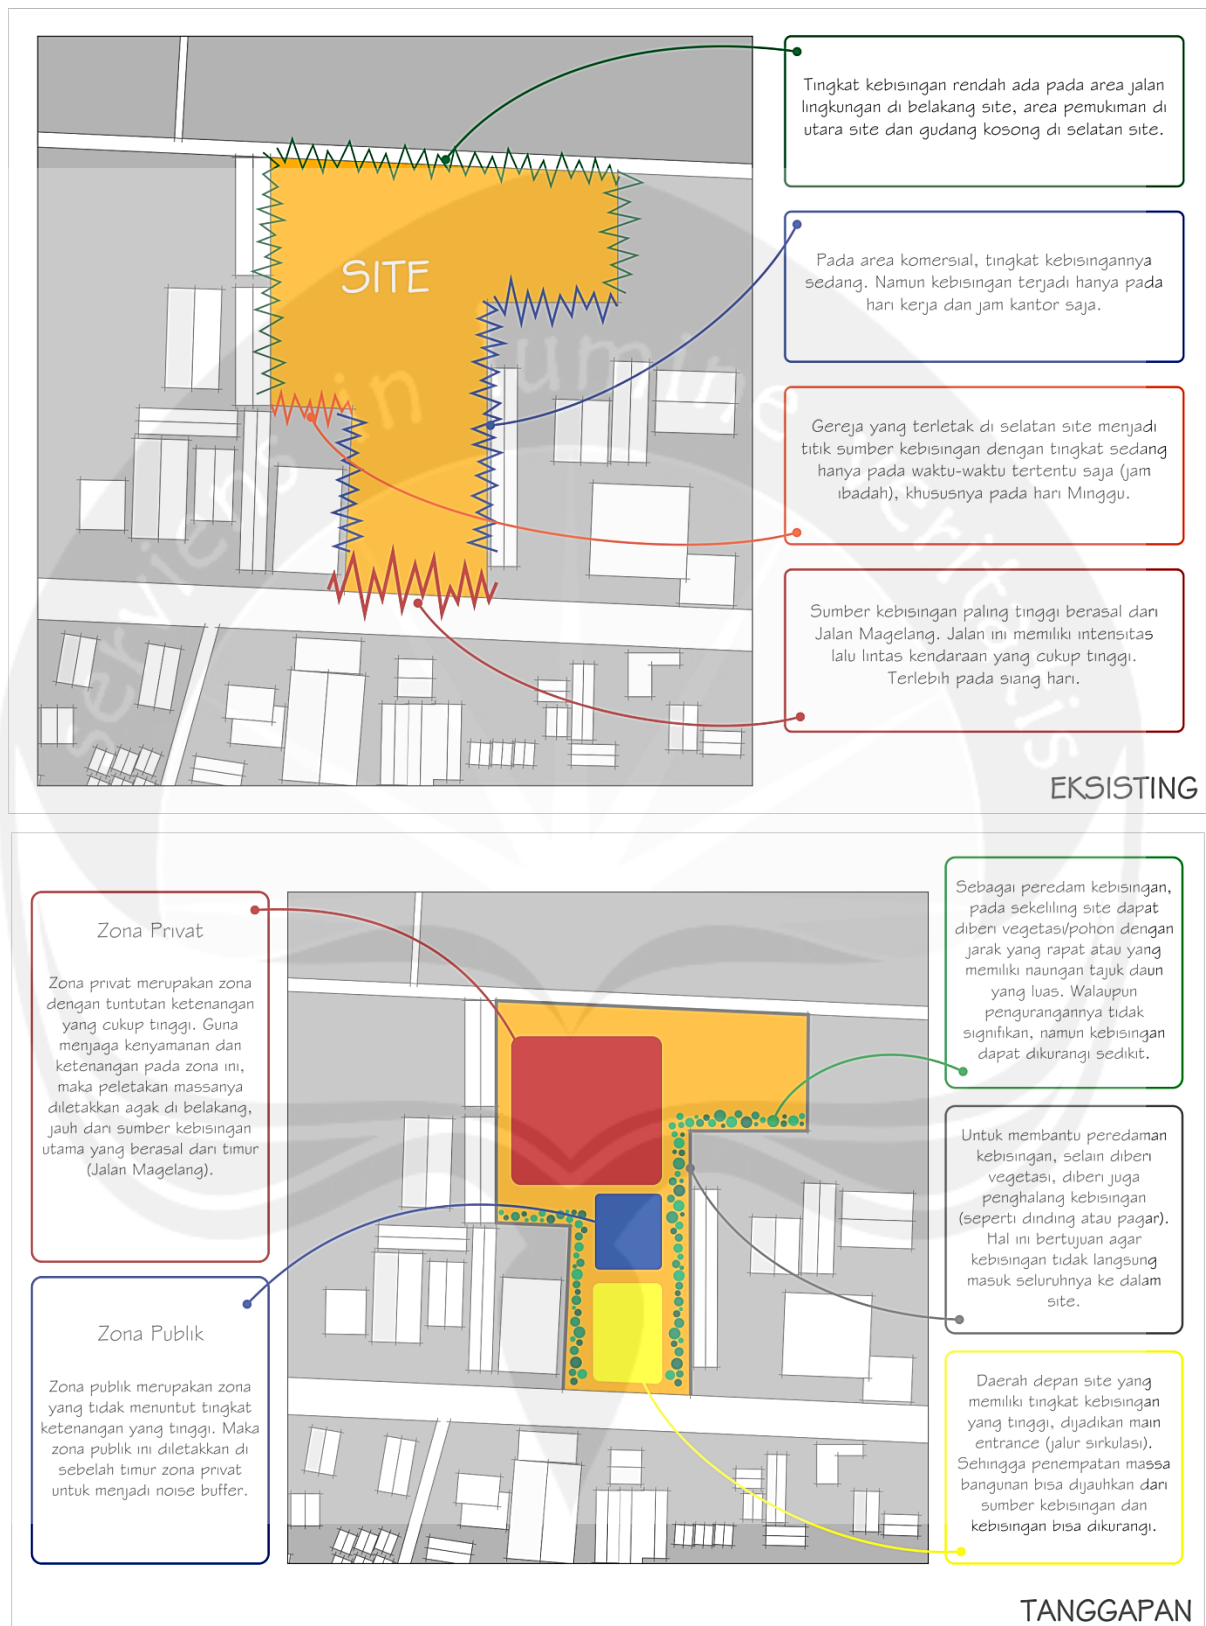 Tingkat kebisingan rendah ada pada area jalan
lingkungan di belakang site, area pemukiman di
utara site dan gudang kosong di selatan site.
SITE
Pada area komersial, tingkat kebisingannya
sedang. Namun kebisingan terjadi hanya pada
hari kerja dan jam kantor saja.
Gereja yang terletak di selatan site menjadi
titik sumber kebisingan dengan tingkat sedang
hanya pada waktu-waktu tertentu saja (jam
ibadah), khususnya pada hari Minggu.
Sumber kebisingan paling tinggi berasal dari
Jalan Magelang. Jalan ini memiliki intensitas
lalu lintas kendaraan yang cukup tinggi.
Terlebih pada siang hari.
serviens in lumine veritatis
EKSISTING
Zona Privat
Zona privat merupakan zona
dengan tuntutan ketenangan
yang cukup tinggi. Guna
menjaga kenyamanan dan
ketenangan pada zona ini,
maka peletakan massanya
diletakkan agak di belakang,
jauh dari sumber kebisingan
utama yang berasal dari timur
(Jalan Magelang).
Zona Publik
Zona publik merupakan zona
yang tidak menuntut tingkat
ketenangan yang tinggi. Maka
zona publik ini diletakkan di
sebelah timur zona privat
untuk menjadi noise buffer.
Sebagai peredam kebisingan,
pada sekeliling site dapat
diberi vegetasi/pohon dengan
jarak yang rapat atau yang
memiliki naungan tajuk daun
yang luas. Walaupun
pengurangannya tidak
signifikan, namun kebisingan
dapat dikurangi sedikit.
Untuk membantu peredaman
kebisingan, selain diberi
vegetasi, diberi juga
penghalang kebisingan
(seperti dinding atau pagar).
Hal ini bertujuan agar
kebisingan tidak langsung
masuk seluruhnya ke dalam
site.
Daerah depan site yang
memiliki tingkat kebisingan
yang tinggi, dijadikan main
entrance (jalur sirkulasi).
Sehingga penempatan massa
bangunan bisa dijauhkan dari
sumber kebisingan dan
kebisingan bisa dikurangi.
TANGGAPAN